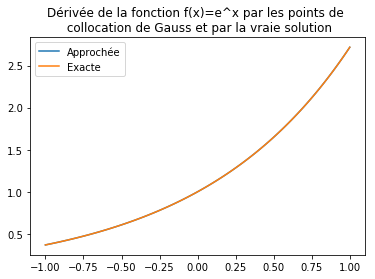 Dérivée de la fonction f(x)=e^x par les points de
collocation de Gauss et par la vraie solution
Approchée
Exacte
2.5
2.0
1.5
1.0
0.5
−1.00 −0.75 −0.50 −0.25 0.00 0.25 0.50 0.75 1.00